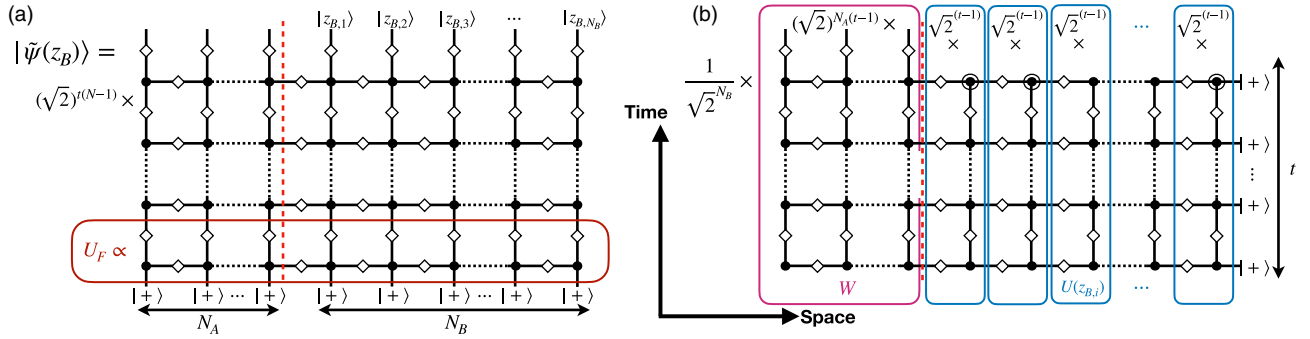 (a)
|z_{B,1}⟩ |z_{B,2}⟩ |z_{B,3}⟩ ⋯ |z_{B,N_B}⟩
|ψ̃(z_B)⟩ =
(√2)^{t(N−1)} ×
U_F ∝
|+⟩ |+⟩ ⋯ |+⟩ |+⟩ |+⟩ |+⟩ ⋯ |+⟩
N_A N_B
(b)
(√2)^{N_A(t−1)} × √2^{(t−1)} × √2^{(t−1)} × √2^{(t−1)} × ⋯ √2^{(t−1)} ×
1/√2^{N_B} ×
|+⟩
Time
|+⟩
⋮
t
|+⟩
|+⟩
W U(z_{B,i}) ⋯
Space